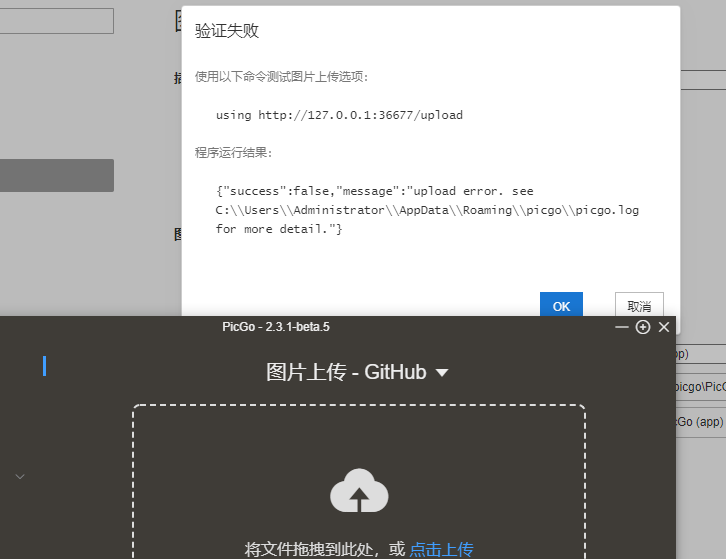 验证失败
使用以下命令测试图片上传选项:
using http://127.0.0.1:36677/upload
程序运行结果:
{"success":false,"message":"upload error. see
C:\\Users\\Administrator\\AppData\\Roaming\\picgo\\picgo.log
for more detail."}
OK 取消
PicGo - 2.3.1-beta.5
图片上传 - GitHub
pp)
picgo\PicG
cGo (app)
将文件拖拽到此处，或 点击上传